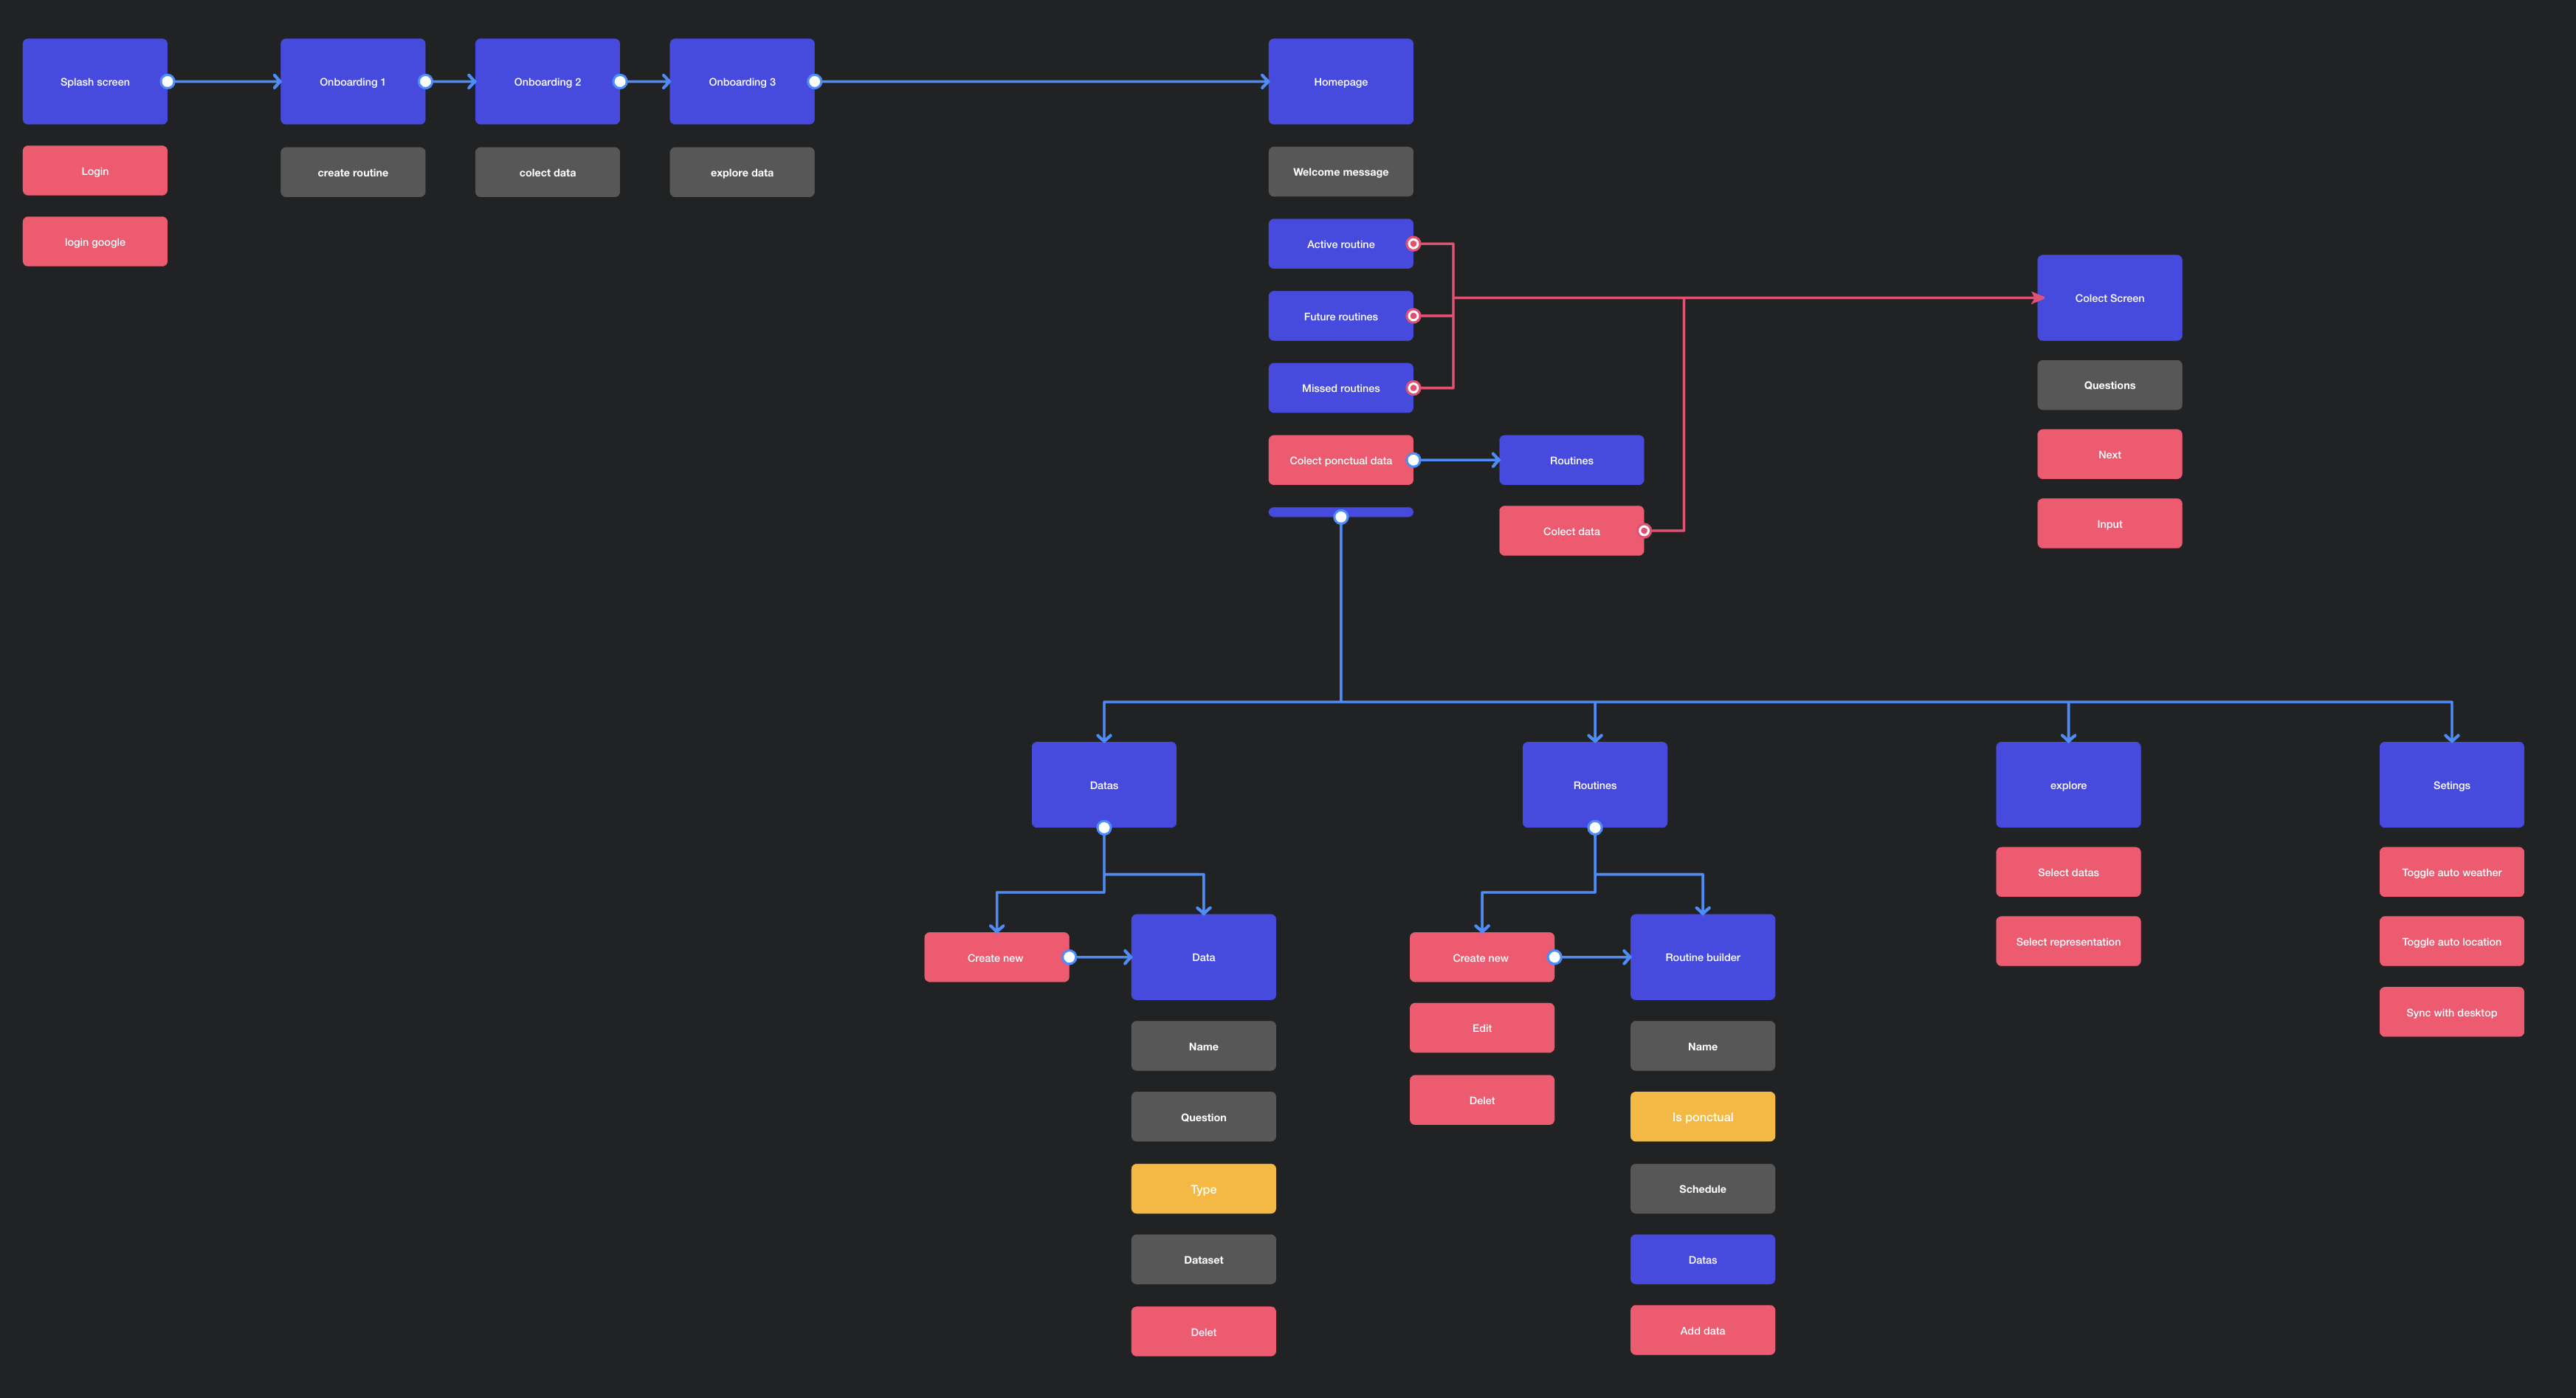 Splash screen
Login
login google
Onboarding 1
create routine
Onboarding 2
colect data
Onboarding 3
explore data
Homepage
Welcome message
Active routine
Future routines
Missed routines
Colect ponctual data
Routines
Colect data
Colect Screen
Questions
Next
Input
Datas
Create new
Data
Name
Question
Type
Dataset
Delet
Routines
Create new
Edit
Delet
Routine builder
Name
Is ponctual
Schedule
Datas
Add data
explore
Select datas
Select representation
Setings
Toggle auto weather
Toggle auto location
Sync with desktop